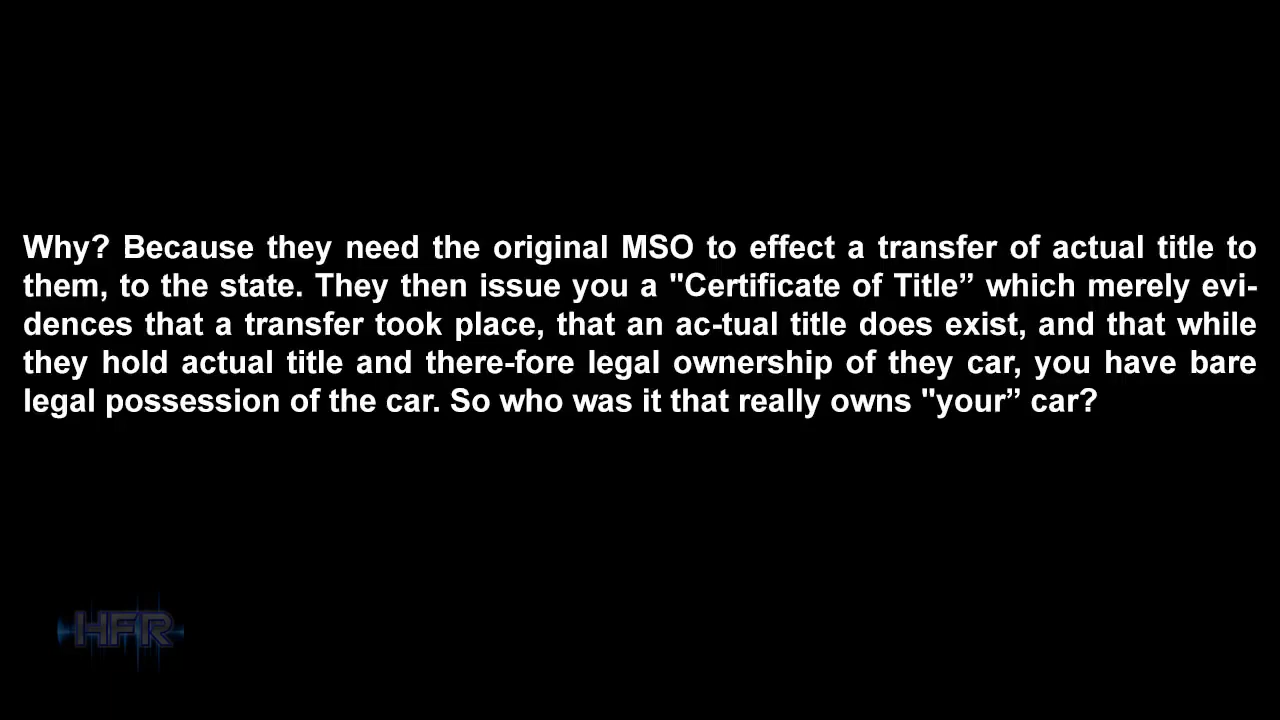 Why? Because they need the original MSO to effect a transfer of actual title to
them, to the state. They then issue you a "Certificate of Title” which merely evi-
dences that a transfer took place, that an ac-tual title does exist, and that while
they hold actual title and there-fore legal ownership of they car, you have bare
legal possession of the car. So who was it that really owns "your” car?
HFR